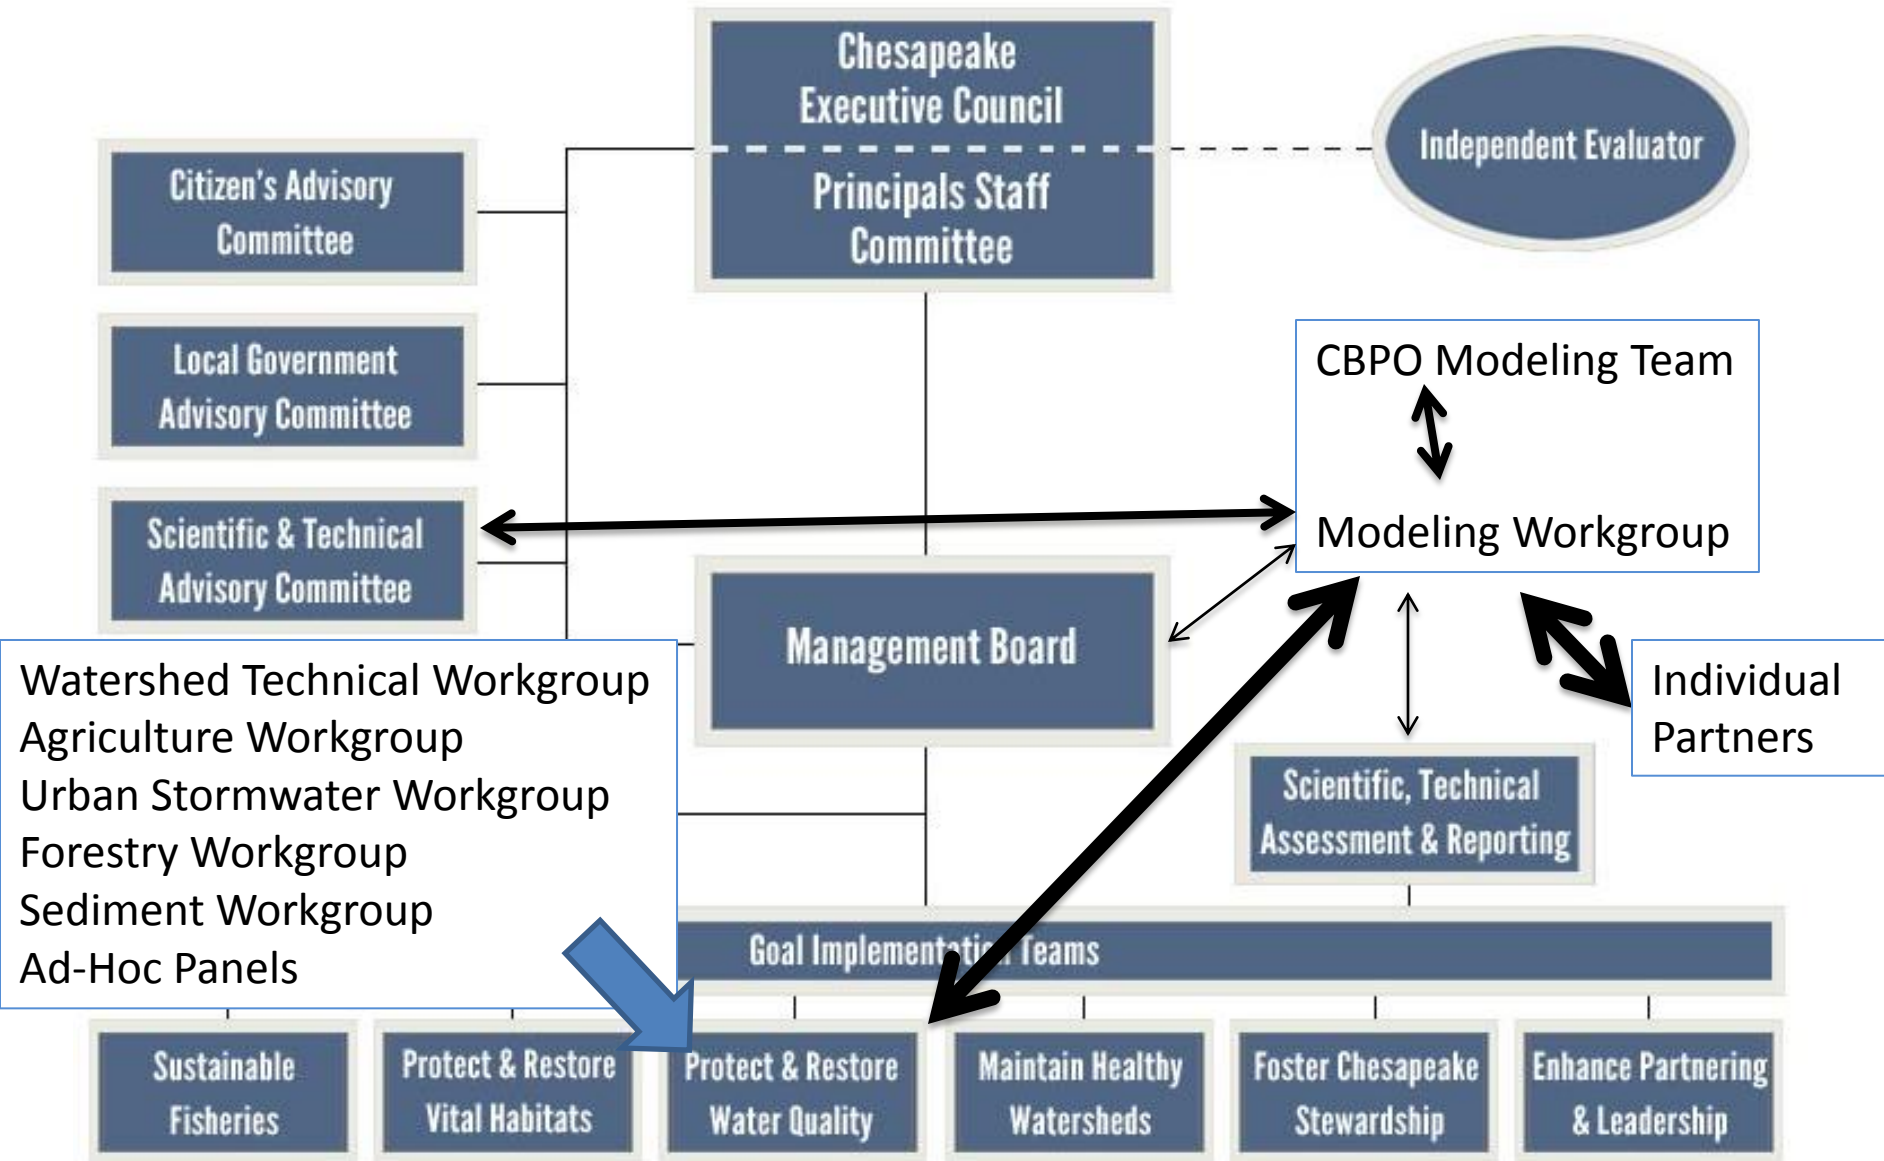 Chesapeake
Executive Council
Principals Staff
Committee
Independent Evaluator
Citizen's Advisory
Committee
Local Government
Advisory Committee
Scientific & Technical
Advisory Committee
CBPO Modeling Team
Modeling Workgroup
Management Board
Individual
Partners
Watershed Technical Workgroup
Agriculture Workgroup
Urban Stormwater Workgroup
Forestry Workgroup
Sediment Workgroup
Ad-Hoc Panels
Scientific, Technical
Assessment & Reporting
Goal Implementation Teams
Sustainable
Fisheries
Protect & Restore
Vital Habitats
Protect & Restore
Water Quality
Maintain Healthy
Watersheds
Foster Chesapeake
Stewardship
Enhance Partnering
& Leadership